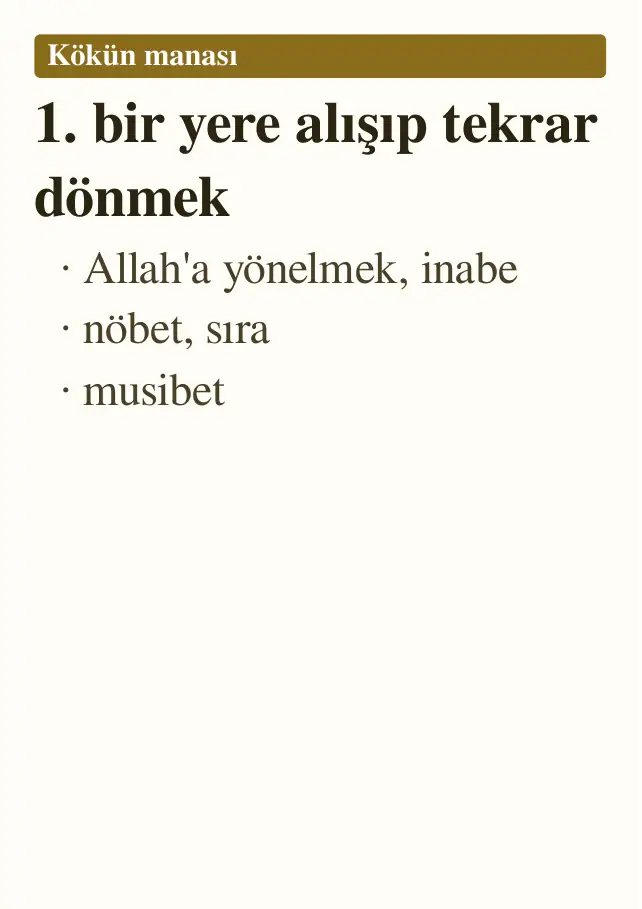 Kökün manası
1. bir yere alışıp tekrar
dönmek
· Allah'a yönelmek, inabe
· nöbet, sıra
· musibet